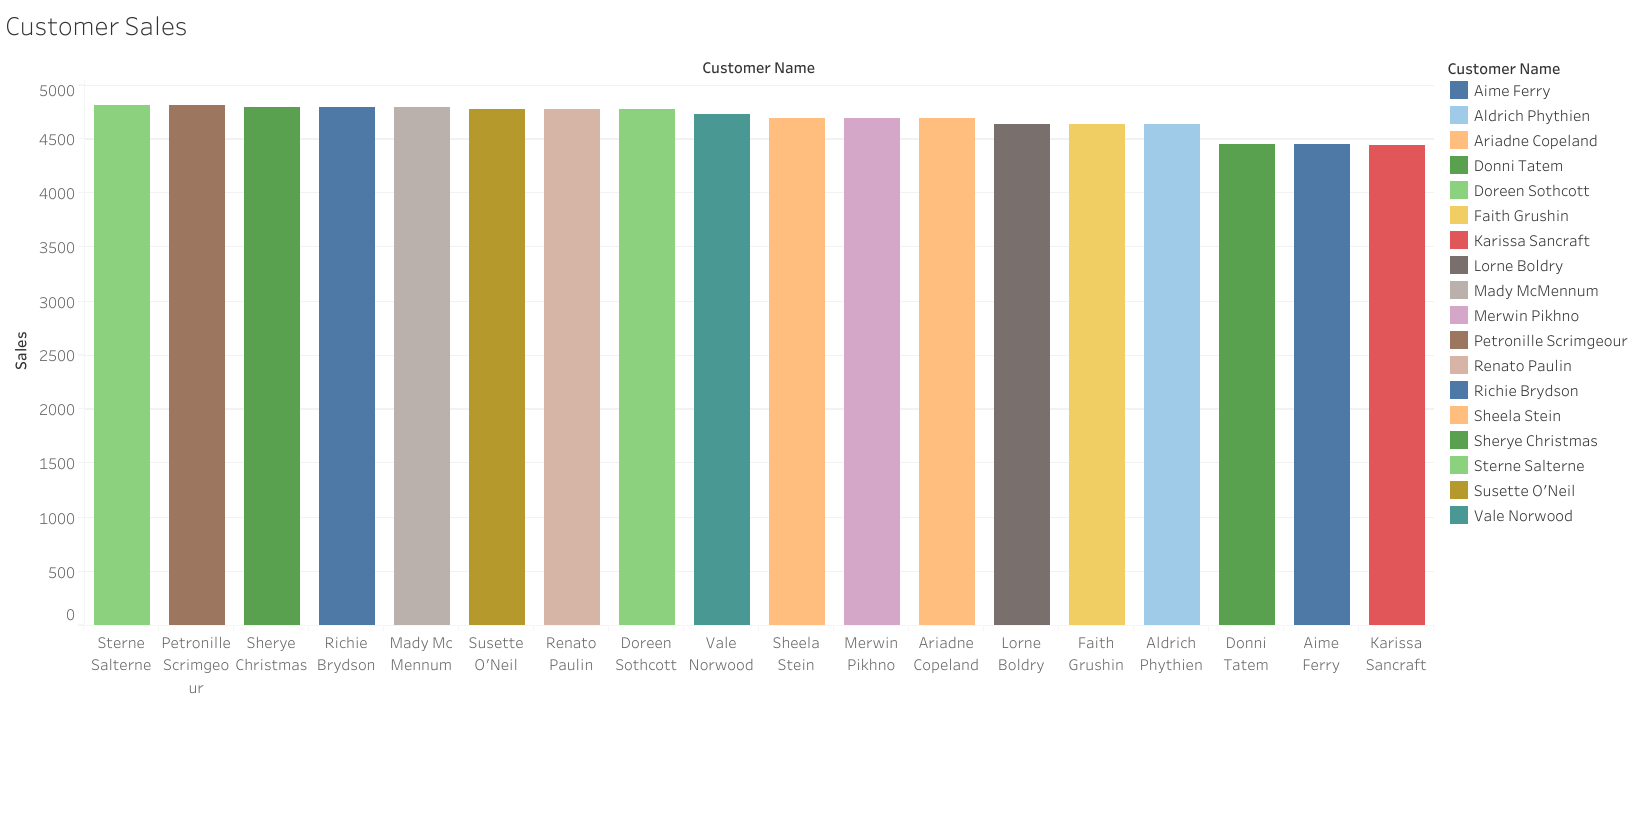 Customer Sales
Customer Name
5000
4500
4000
3500
3000
2500
2000
1500
1000
500
0
Sales
Sterne
Salterne
Petronille
Scrimgeo
ur
Sherye
Christmas
Richie
Brydson
Mady Mc
Mennum
Susette
O'Neil
Renato
Paulin
Doreen
Sothcott
Vale
Norwood
Sheela
Stein
Merwin
Pikhno
Ariadne
Copeland
Lorne
Boldry
Faith
Grushin
Aldrich
Phythien
Donni
Tatem
Aime
Ferry
Karissa
Sancraft
Customer Name
Aime Ferry
Aldrich Phythien
Ariadne Copeland
Donni Tatem
Doreen Sothcott
Faith Grushin
Karissa Sancraft
Lorne Boldry
Mady McMennum
Merwin Pikhno
Petronille Scrimgeour
Renato Paulin
Richie Brydson
Sheela Stein
Sherye Christmas
Sterne Salterne
Susette O'Neil
Vale Norwood